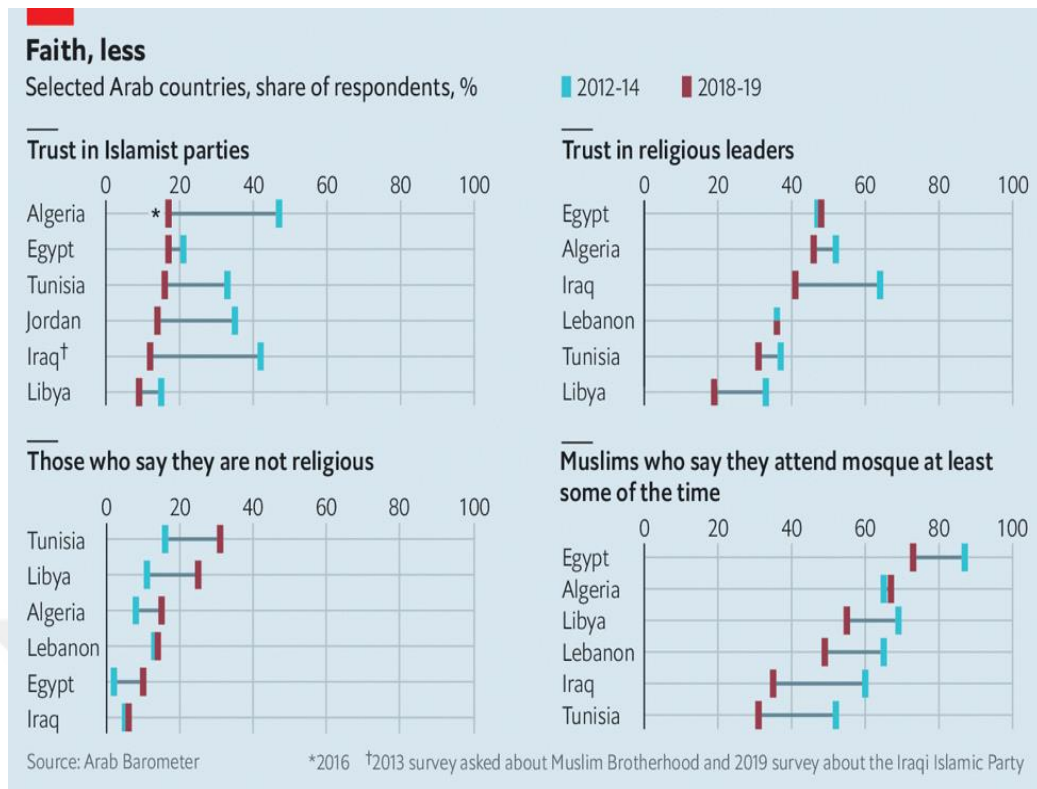 Faith, less
Selected Arab countries, share of respondents, %
2012-14
2018-19
Trust in Islamist parties
0 20 40 60 80 100
Algeria *
Egypt
Tunisia
Jordan
Iraq†
Libya
Trust in religious leaders
0 20 40 60 80 100
Egypt
Algeria
Iraq
Lebanon
Tunisia
Libya
Those who say they are not religious
0 20 40 60 80 100
Tunisia
Libya
Algeria
Lebanon
Egypt
Iraq
Muslims who say they attend mosque at least
some of the time
0 20 40 60 80 100
Egypt
Algeria
Libya
Lebanon
Iraq
Tunisia
Source: Arab Barometer
*2016 †2013 survey asked about Muslim Brotherhood and 2019 survey about the Iraqi Islamic Party